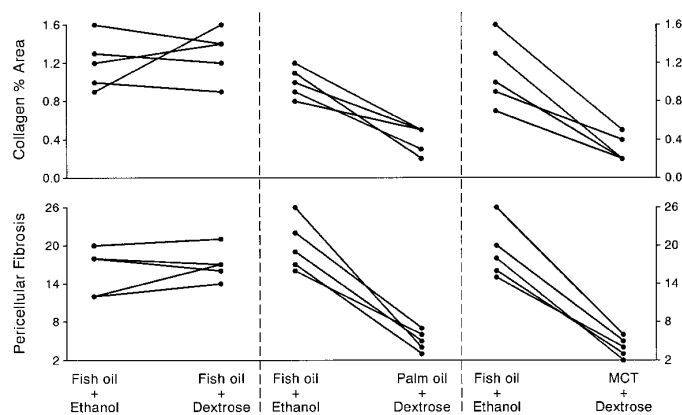 Collagen % Area
1.6
1.2
0.8
0.4
0.0
1.6
1.2
0.8
0.4
0.0
Pericellular Fibrosis
26
20
14
8
2
26
20
14
8
2
Fish oil
+
Ethanol
Fish oil
+
Dextrose
Fish oil
+
Ethanol
Palm oil
+
Dextrose
Fish oil
+
Ethanol
MCT
+
Dextrose